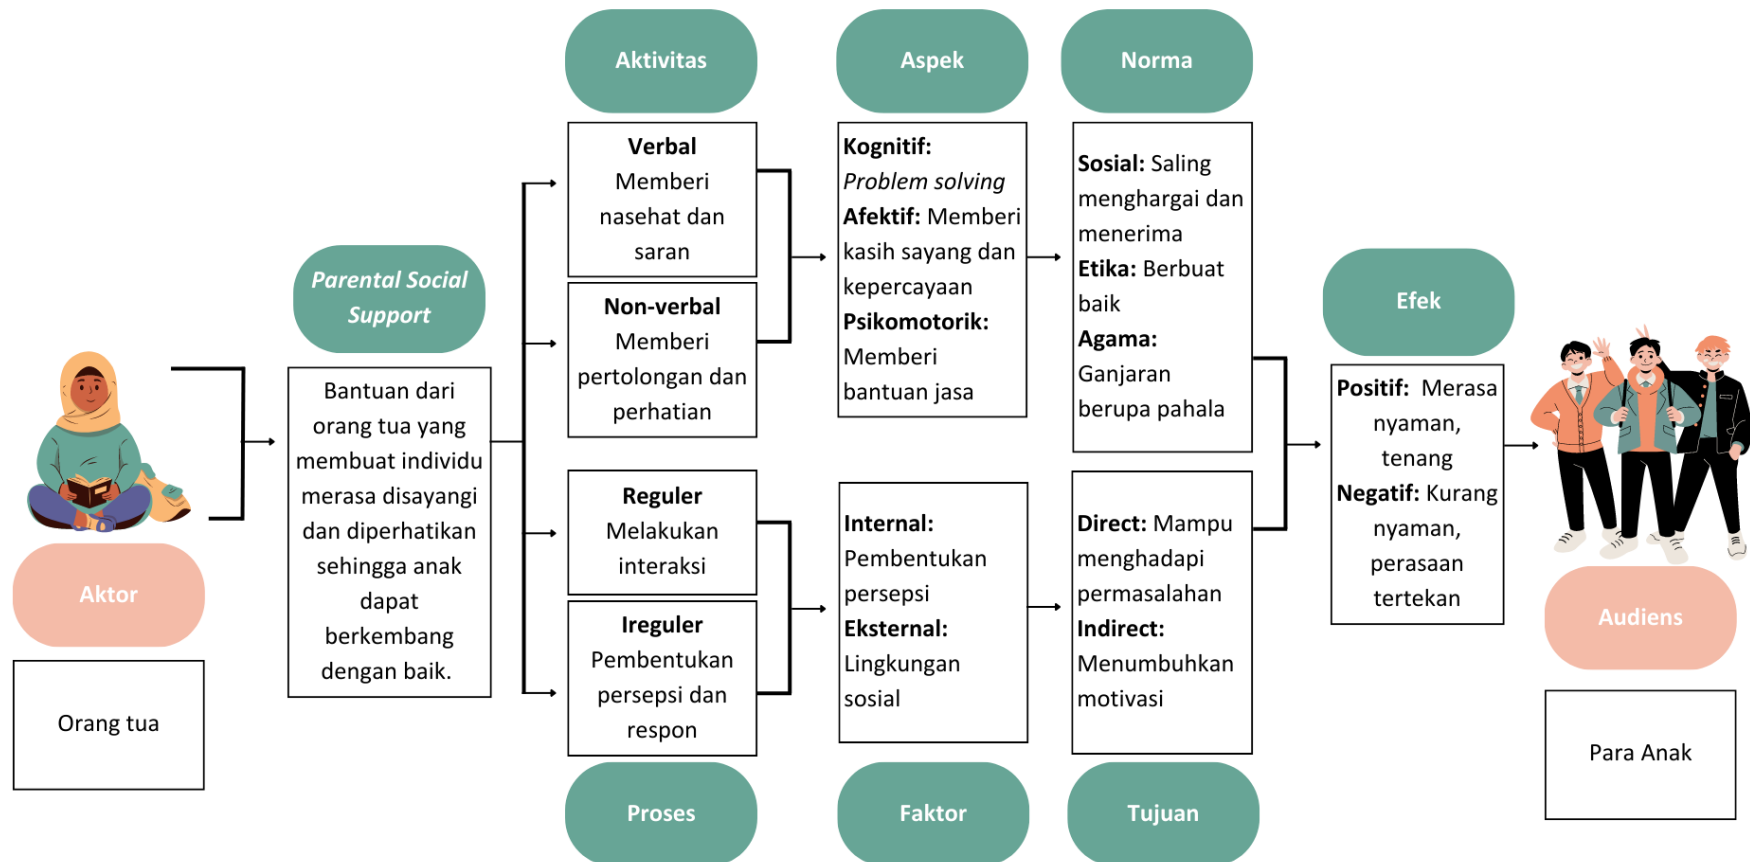 Aktor
Orang tua
Parental Social
Support
Bantuan dari
orang tua yang
membuat individu
merasa disayangi
dan diperhatikan
sehingga anak
dapat
berkembang
dengan baik.
Aktivitas
Verbal
Memberi
nasehat dan
saran
Non-verbal
Memberi
pertolongan dan
perhatian
Reguler
Melakukan
interaksi
Ireguler
Pembentukan
persepsi dan
respon
Proses
Aspek
Kognitif:
Problem solving
Afektif: Memberi
kasih sayang dan
kepercayaan
Psikomotorik:
Memberi
bantuan jasa
Internal:
Pembentukan
persepsi
Eksternal:
Lingkungan
sosial
Faktor
Norma
Sosial: Saling
menghargai dan
menerima
Etika: Berbuat
baik
Agama:
Ganjaran
berupa pahala
Direct: Mampu
menghadapi
permasalahan
Indirect:
Menumbuhkan
motivasi
Tujuan
Efek
Positif: Merasa
nyaman,
tenang
Negatif: Kurang
nyaman,
perasaan
tertekan
Audiens
Para Anak